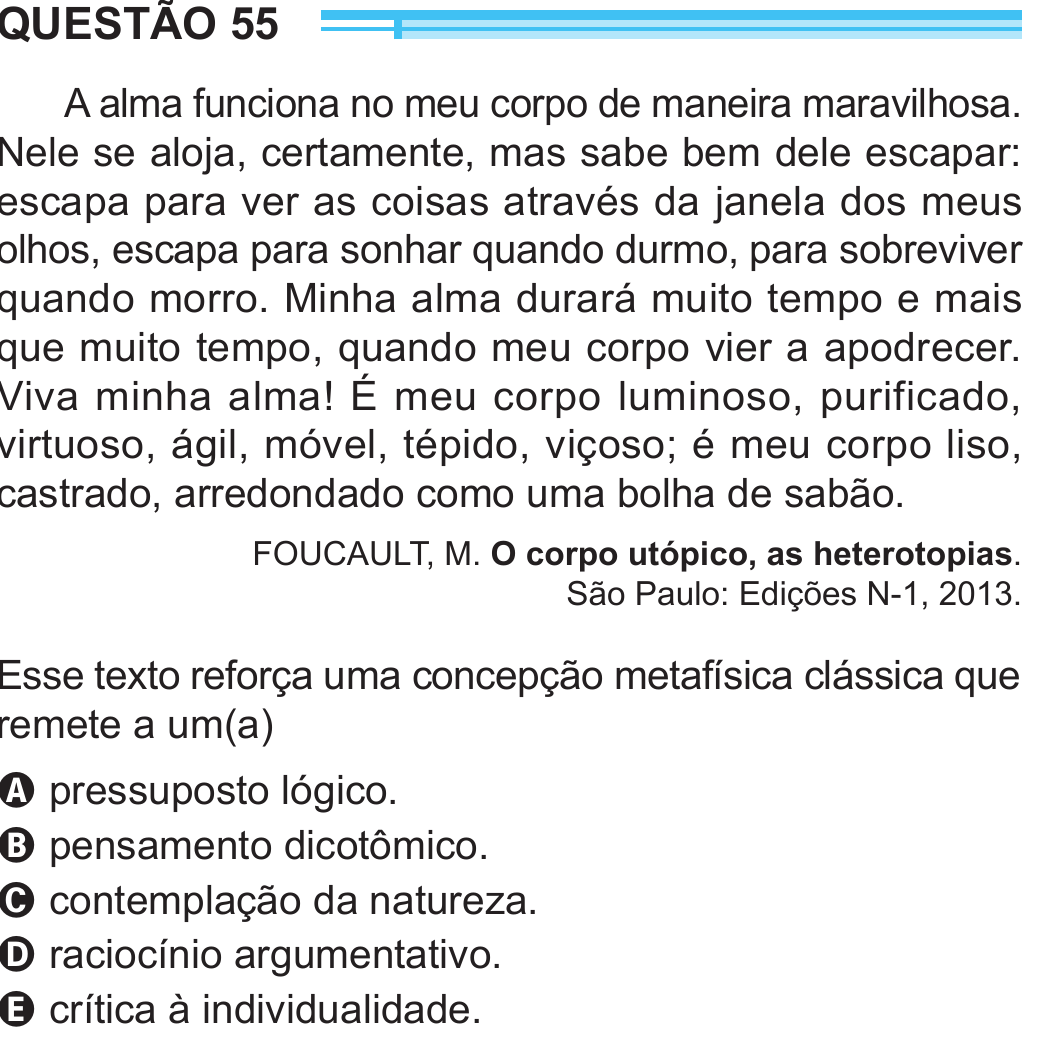 QUESTÃO 55
A alma funciona no meu corpo de maneira maravilhosa.
Nele se aloja, certamente, mas sabe bem dele escapar:
escapa para ver as coisas através da janela dos meus
olhos, escapa para sonhar quando durmo, para sobreviver
quando morro. Minha alma durará muito tempo e mais
que muito tempo, quando meu corpo vier a apodrecer.
Viva minha alma! É meu corpo luminoso, purificado,
virtuoso, ágil, móvel, tépido, viçoso; é meu corpo liso,
castrado, arredondado como uma bolha de sabão.
FOUCAULT, M. O corpo utópico, as heterotopias.
São Paulo: Edições N-1, 2013.
Esse texto reforça uma concepção metafísica clássica que
remete a um(a)
A pressuposto lógico.
B pensamento dicotômico.
C contemplação da natureza.
D raciocínio argumentativo.
E crítica à individualidade.